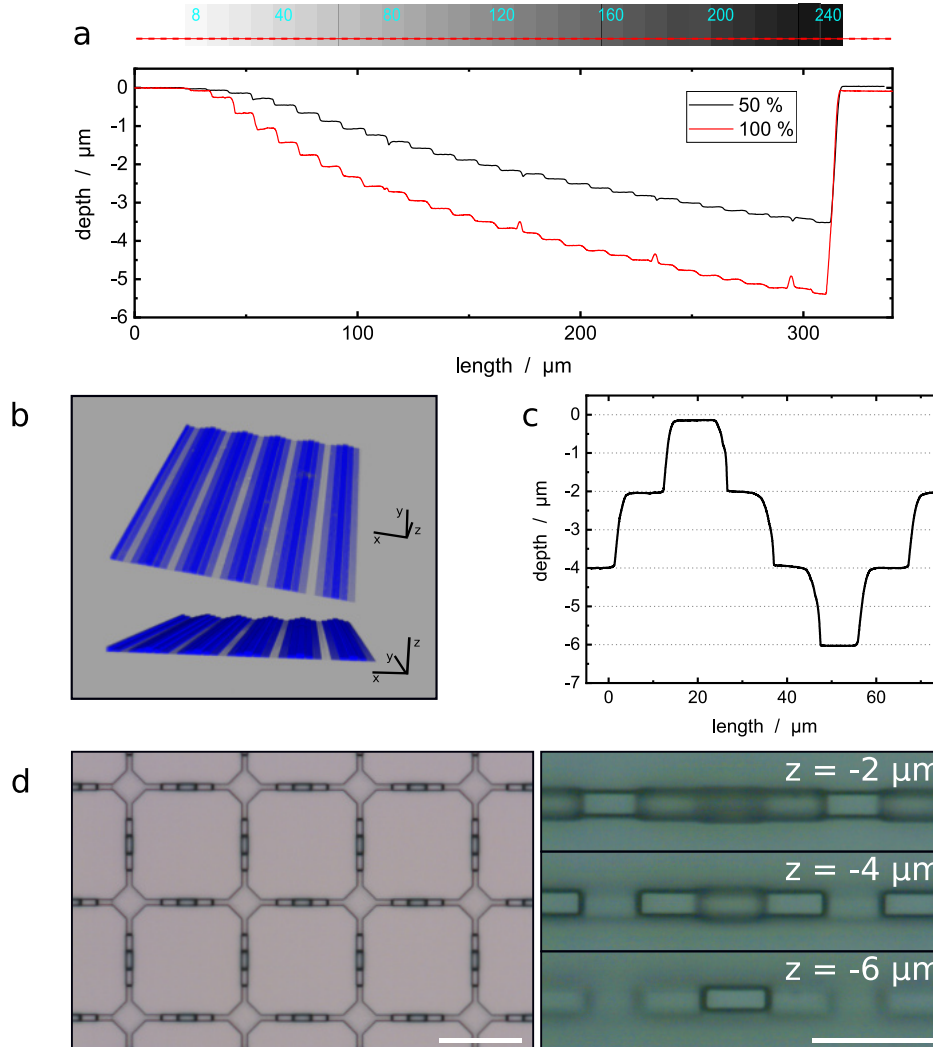 8 40 80 120 160 200 240
a
0
-1
-2
-3
-4
-5
-6
depth / µm
50 %
100 %
0 100 200 300
length / µm
b
y
x z
z
y
x
c
0
-1
-2
-3
-4
-5
-6
-7
depth / µm
0 20 40 60
length / µm
d
z = -2 µm
z = -4 µm
z = -6 µm